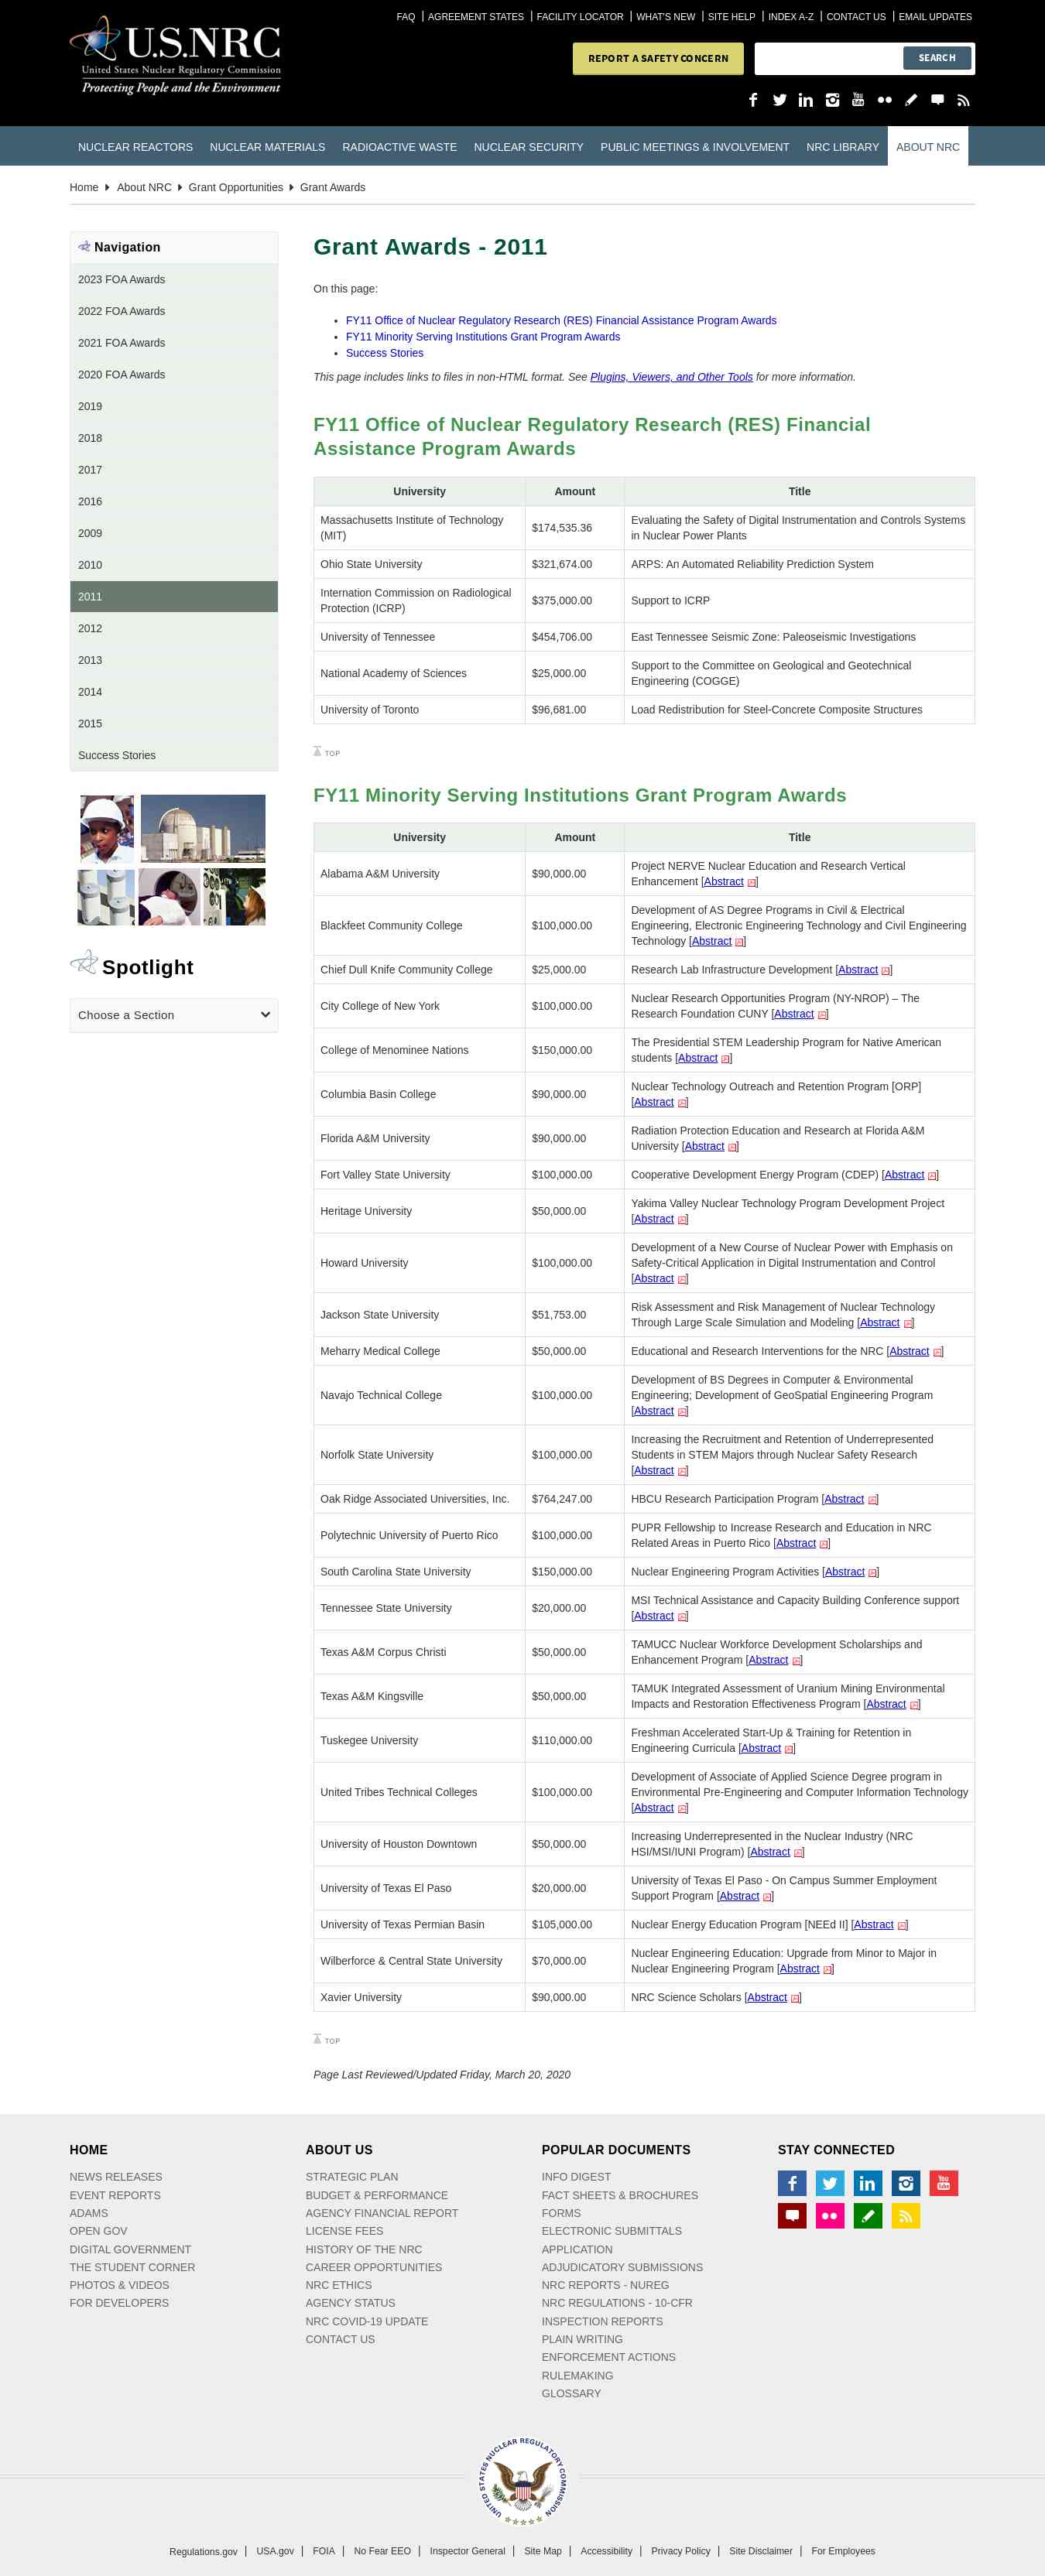 FAQ | AGREEMENT STATES | FACILITY LOCATOR | WHAT'S NEW | SITE HELP | INDEX A-Z | CONTACT US | EMAIL UPDATES
U.S.NRC
United States Nuclear Regulatory Commission
Protecting People and the Environment
REPORT A SAFETY CONCERN
SEARCH
NUCLEAR REACTORS NUCLEAR MATERIALS RADIOACTIVE WASTE NUCLEAR SECURITY PUBLIC MEETINGS & INVOLVEMENT NRC LIBRARY ABOUT NRC
Home About NRC Grant Opportunities Grant Awards
Navigation
2023 FOA Awards
2022 FOA Awards
2021 FOA Awards
2020 FOA Awards
2019
2018
2017
2016
2009
2010
2011
2012
2013
2014
2015
Success Stories
Spotlight
Choose a Section
Grant Awards - 2011
On this page:
• FY11 Office of Nuclear Regulatory Research (RES) Financial Assistance Program Awards
• FY11 Minority Serving Institutions Grant Program Awards
• Success Stories
This page includes links to files in non-HTML format. See Plugins, Viewers, and Other Tools for more information.
FY11 Office of Nuclear Regulatory Research (RES) Financial
Assistance Program Awards
University Amount Title
Massachusetts Institute of Technology
(MIT)
$174,535.36
Evaluating the Safety of Digital Instrumentation and Controls Systems
in Nuclear Power Plants
Ohio State University $321,674.00 ARPS: An Automated Reliability Prediction System
International Commission on Radiological
Protection (ICRP)
$375,000.00
Support to ICRP
University of Tennessee $454,706.00 East Tennessee Seismic Zone: Paleoseismic Investigations
National Academy of Sciences $25,000.00
Support to the Committee on Geological and Geotechnical
Engineering (COGGE)
University of Toronto $96,681.00 Load Redistribution for Steel-Concrete Composite Structures
TOP
FY11 Minority Serving Institutions Grant Program Awards
University Amount Title
Alabama A&M University $90,000.00
Project NERVE Nuclear Education and Research Vertical
Enhancement [Abstract ]
Blackfeet Community College $100,000.00
Development of AS Degree Programs in Civil & Electrical
Engineering, Electronic Engineering Technology and Civil Engineering
Technology [Abstract ]
Chief Dull Knife Community College $25,000.00 Research Lab Infrastructure Development [Abstract ]
City College of New York $100,000.00
Nuclear Research Opportunities Program (NY-NROP) – The
Research Foundation CUNY [Abstract ]
College of Menominee Nations $150,000.00
The Presidential STEM Leadership Program for Native American
students [Abstract ]
Columbia Basin College $90,000.00
Nuclear Technology Outreach and Retention Program [ORP]
[Abstract ]
Florida A&M University $90,000.00
Radiation Protection Education and Research at Florida A&M
University [Abstract ]
Fort Valley State University $100,000.00 Cooperative Development Energy Program (CDEP) [Abstract ]
Heritage University $50,000.00
Yakima Valley Nuclear Technology Program Development Project
[Abstract ]
Howard University $100,000.00
Development of a New Course of Nuclear Power with Emphasis on
Safety-Critical Application in Digital Instrumentation and Control
[Abstract ]
Jackson State University $51,753.00
Risk Assessment and Risk Management of Nuclear Technology
Through Large Scale Simulation and Modeling [Abstract ]
Meharry Medical College $50,000.00 Educational and Research Interventions for the NRC [Abstract ]
Navajo Technical College $100,000.00
Development of BS Degrees in Computer & Environmental
Engineering; Development of GeoSpatial Engineering Program
[Abstract ]
Norfolk State University $100,000.00
Increasing the Recruitment and Retention of Underrepresented
Students in STEM Majors through Nuclear Safety Research
[Abstract ]
Oak Ridge Associated Universities, Inc. $764,247.00 HBCU Research Participation Program [Abstract ]
Polytechnic University of Puerto Rico $100,000.00
PUPR Fellowship to Increase Research and Education in NRC
Related Areas in Puerto Rico [Abstract ]
South Carolina State University $150,000.00 Nuclear Engineering Program Activities [Abstract ]
Tennessee State University $20,000.00
MSI Technical Assistance and Capacity Building Conference support
[Abstract ]
Texas A&M Corpus Christi $50,000.00
TAMUCC Nuclear Workforce Development Scholarships and
Enhancement Program [Abstract ]
Texas A&M Kingsville $50,000.00
TAMUK Integrated Assessment of Uranium Mining Environmental
Impacts and Restoration Effectiveness Program [Abstract ]
Tuskegee University $110,000.00
Freshman Accelerated Start-Up & Training for Retention in
Engineering Curricula [Abstract ]
United Tribes Technical Colleges $100,000.00
Development of Associate of Applied Science Degree program in
Environmental Pre-Engineering and Computer Information Technology
[Abstract ]
University of Houston Downtown $50,000.00
Increasing Underrepresented in the Nuclear Industry (NRC
HSI/MSI/IUNI Program) [Abstract ]
University of Texas El Paso $20,000.00
University of Texas El Paso - On Campus Summer Employment
Support Program [Abstract ]
University of Texas Permian Basin $105,000.00 Nuclear Energy Education Program [NEEd II] [Abstract ]
Wilberforce & Central State University $70,000.00
Nuclear Engineering Education: Upgrade from Minor to Major in
Nuclear Engineering Program [Abstract ]
Xavier University $90,000.00 NRC Science Scholars [Abstract ]
TOP
Page Last Reviewed/Updated Friday, March 20, 2020
HOME
NEWS RELEASES
EVENT REPORTS
ADAMS
OPEN GOV
DIGITAL GOVERNMENT
THE STUDENT CORNER
PHOTOS & VIDEOS
FOR DEVELOPERS
ABOUT US
STRATEGIC PLAN
BUDGET & PERFORMANCE
AGENCY FINANCIAL REPORT
LICENSE FEES
HISTORY OF THE NRC
CAREER OPPORTUNITIES
NRC ETHICS
AGENCY STATUS
NRC COVID-19 UPDATE
CONTACT US
POPULAR DOCUMENTS
INFO DIGEST
FACT SHEETS & BROCHURES
FORMS
ELECTRONIC SUBMITTALS
APPLICATION
ADJUDICATORY SUBMISSIONS
NRC REPORTS - NUREG
NRC REGULATIONS - 10-CFR
INSPECTION REPORTS
PLAIN WRITING
ENFORCEMENT ACTIONS
RULEMAKING
GLOSSARY
STAY CONNECTED
You Tube
UNITED STATES NUCLEAR REGULATORY COMMISSION
Regulations.gov | USA.gov | FOIA | No Fear EEO | Inspector General | Site Map | Accessibility | Privacy Policy | Site Disclaimer | For Employees